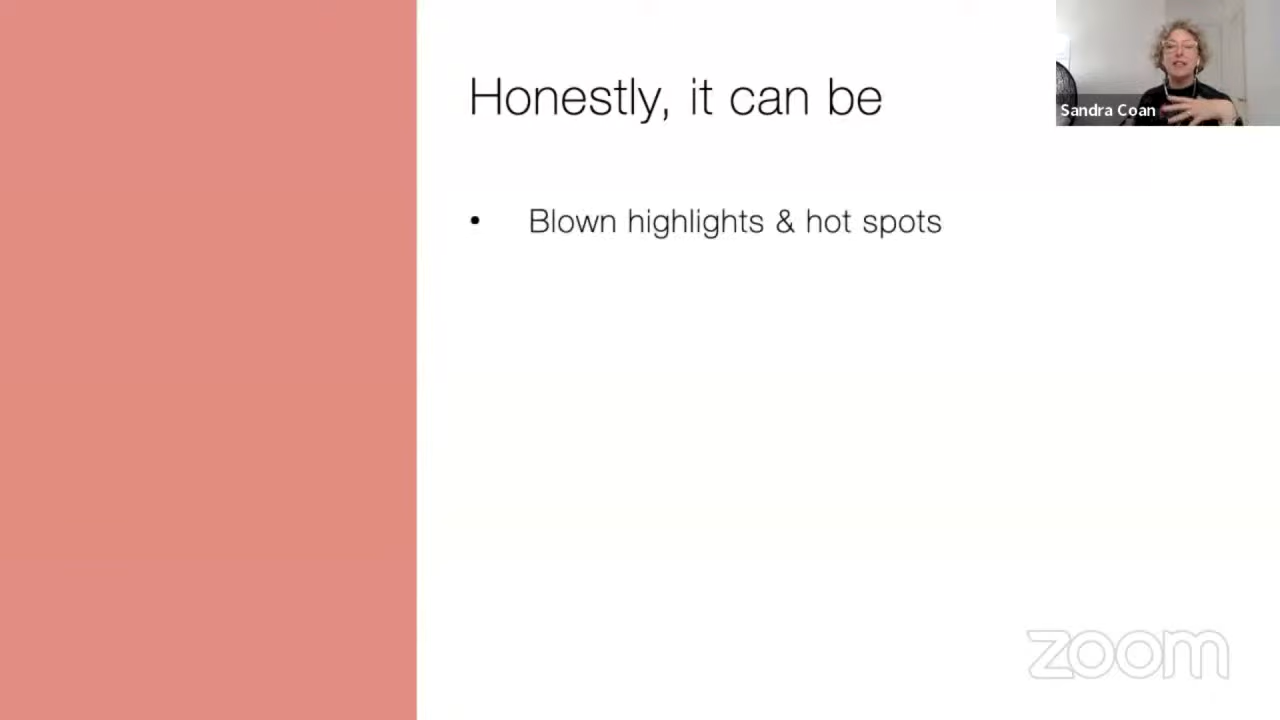 Honestly, it can be
Sandra Coan
• Blown highlights & hot spots
zoom